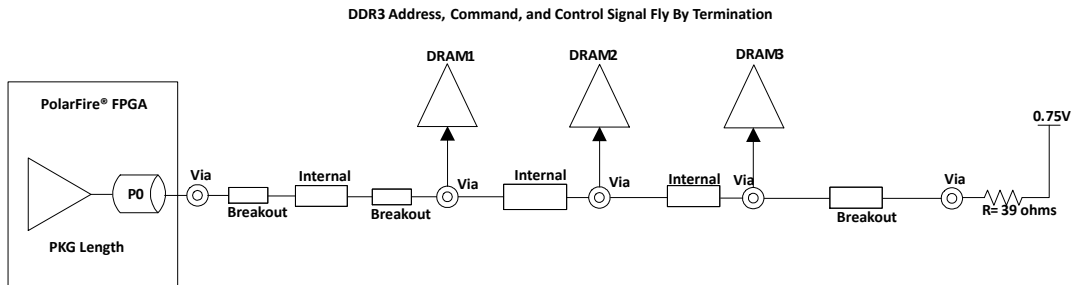 DDR3 Address, Command, and Control Signal Fly By Termination
DRAM1
DRAM2
DRAM3
PolarFire® FPGA
0.75V
P0
Via
Breakout
Internal
Breakout
Via
Internal
Via
Internal
Via
Breakout
Via
R= 39 ohms
PKG Length